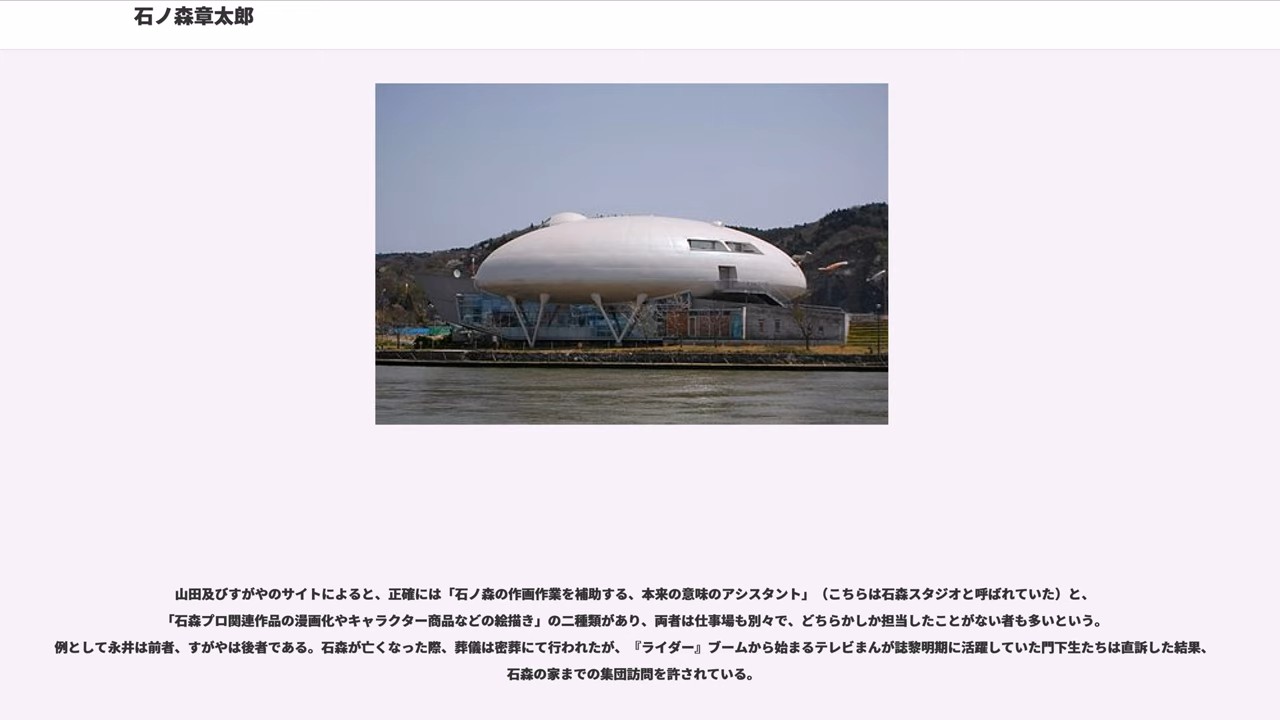 石ノ森章太郎
山田及びすがやのサイトによると、正確には「石ノ森の作画作業を補助する、本来の意味のアシスタント」（こちらは石森スタジオと呼ばれていた）と、
「石森プロ関連作品の漫画化やキャラクター商品などの絵描き」の二種類があり、両者は仕事場も別々で、どちらかしか担当したことがない者も多いという。
例として永井は前者、すがやは後者である。石森が亡くなった際、葬儀は密葬にて行われたが、『ライダー』ブームから始まるテレビまんが誌黎明期に活躍していた門下生たちは直訴した結果、
石森の家までの集団訪問を許されている。